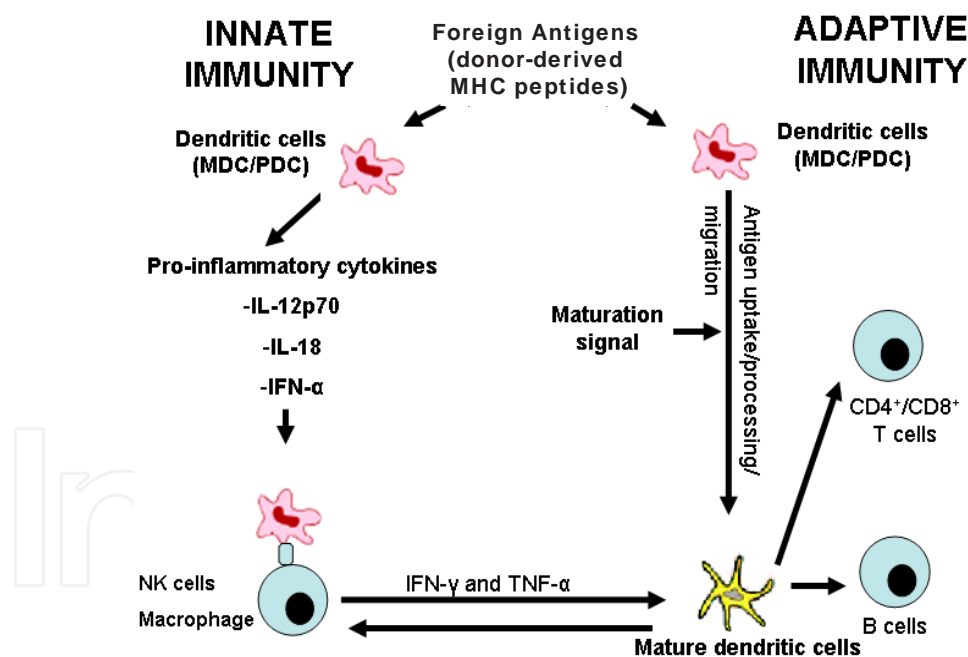 INNATE
IMMUNITY
Foreign Antigens
(donor-derived
MHC peptides)
ADAPTIVE
IMMUNITY
Dendritic cells
(MDC/PDC)
Dendritic cells
(MDC/PDC)
Pro-inflammatory cytokines
-IL-12p70
-IL-18
-IFN-α
Antigen uptake/processing/
migration
Maturation
signal
CD4⁺/CD8⁺
T cells
In
NK cells
Macrophage
IFN-γ and TNF-α
Mature dendritic cells
B cells